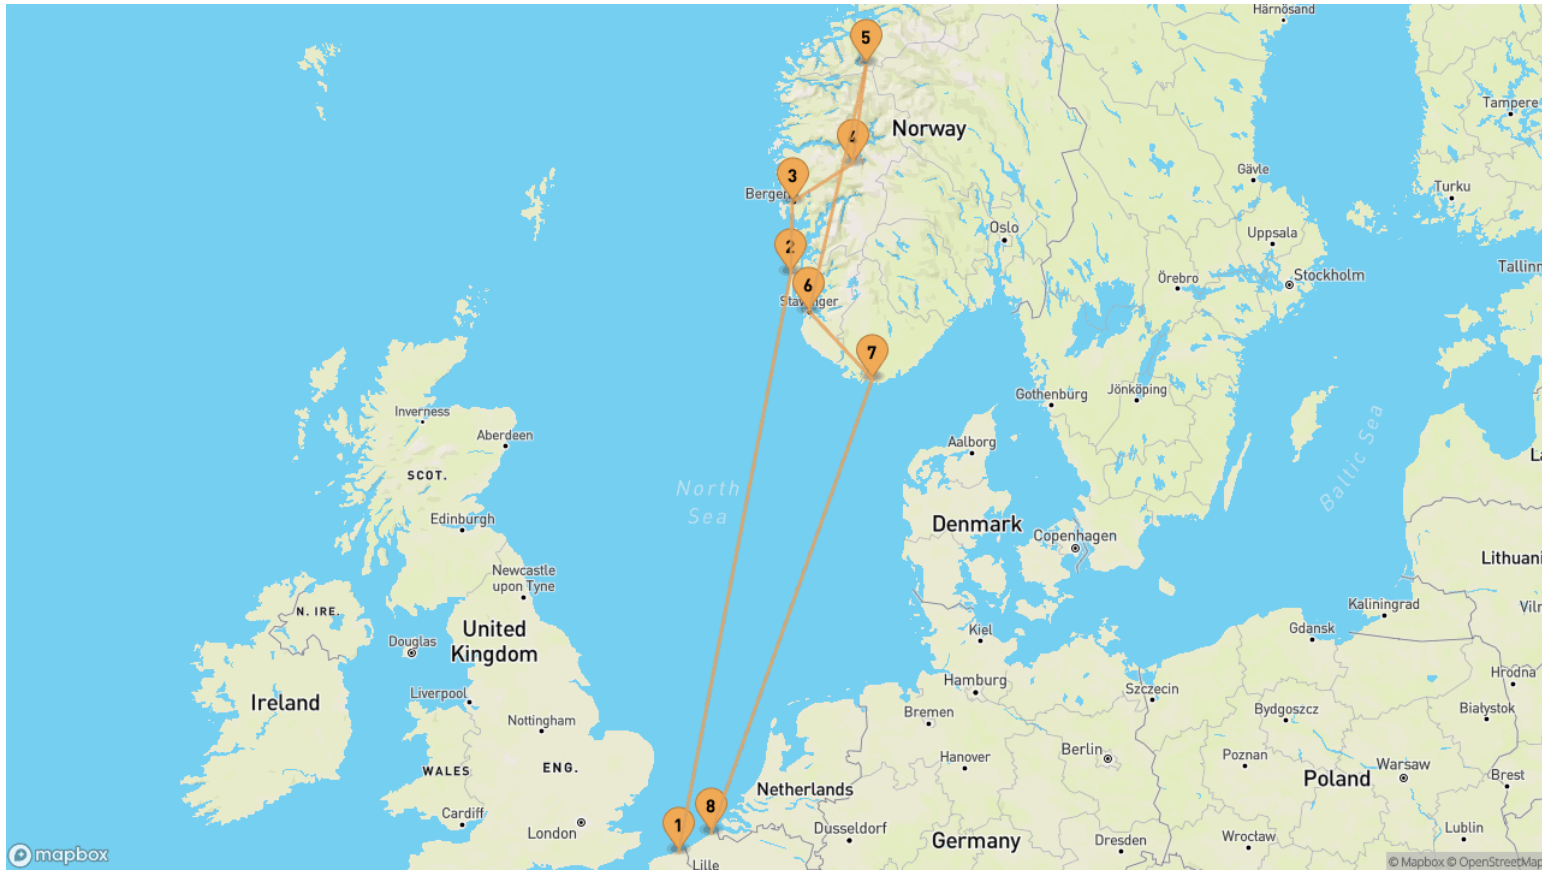 Härnösand
5
Tampere
Norway
4
Gävle
3
Bergen
Turku
Oslo
Uppsala
2
Stockholm
Tallinn
Örebro
6
Stavanger
7
Jönköping
Gothenburg
Inverness
Aberdeen
Aalborg
SCOT.
Baltic Sea
North
Sea
Edinburgh
Denmark
Copenhagen
Lithuani
Newcastle
upon Tyne
Kaliningrad
Viln
N. IRE.
Douglas
United
Kingdom
Kiel
Gdansk
Hrodna
Hamburg
Szczecin
Liverpool
Ireland
Bremen
Bydgoszcz
Białystok
Nottingham
Hanover
Berlin
Poznan
Warsaw
WALES
ENG.
Poland
Brest
Netherlands
8
Cardiff
1
London
Dusseldorf
Germany
Dresden
Wrocław
Lublin
Lille
mapbox
© Mapbox © OpenStreetMap